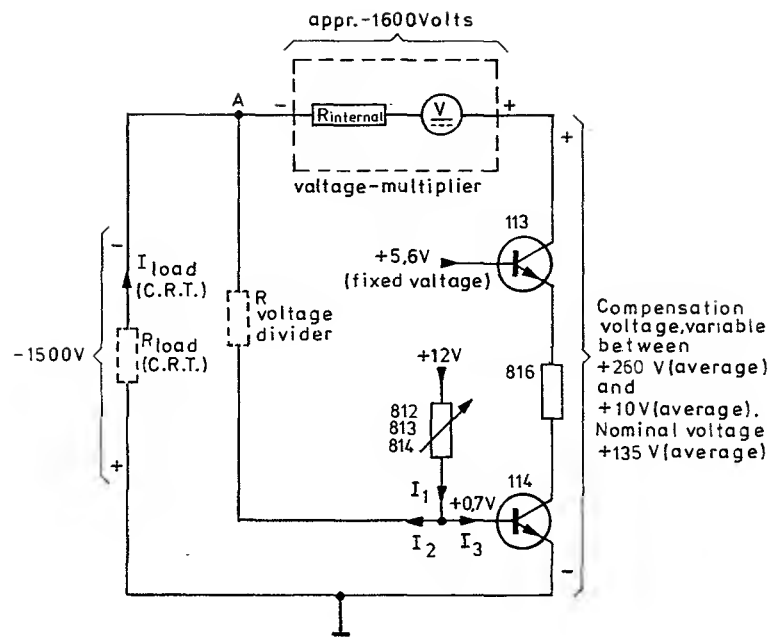 appr.-1600Volts
A
-
Rinternal
V
+
valtage-multiplier
+
113
+5,6V
(fixed voltage)
-
I load
(C.R.T.)
R
voltage
divider
-1500V
Rload
(C.R.T.)
+12V
816
Compensation
voltage,variable
between
+260 V(average)
and
+10V(average).
Nominal voltage
+135 V(average)
812
813
814
+
I1
+0,7V
114
I2
I3
-